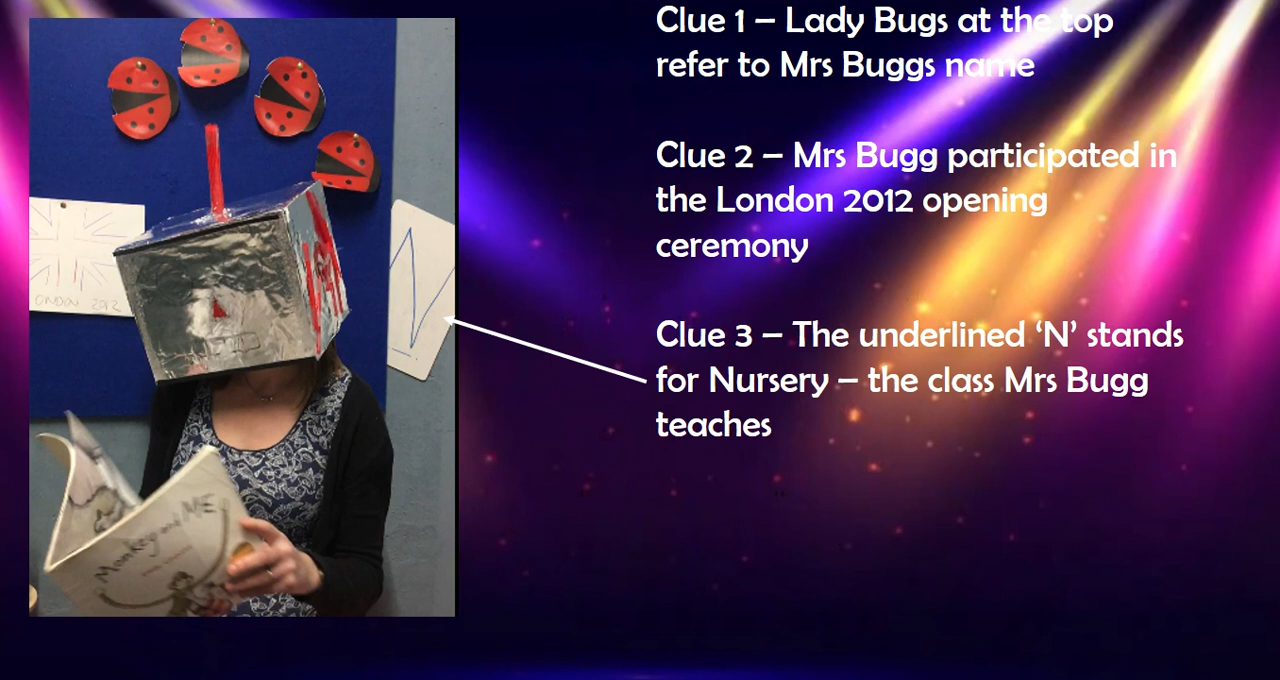 Clue 1 – Lady Bugs at the top
refer to Mrs Buggs name
Clue 2 – Mrs Bugg participated in
the London 2012 opening
ceremony
Clue 3 – The underlined ‘N’ stands
for Nursery – the class Mrs Bugg
teaches
ONDON 2012
N
Monkey and ME